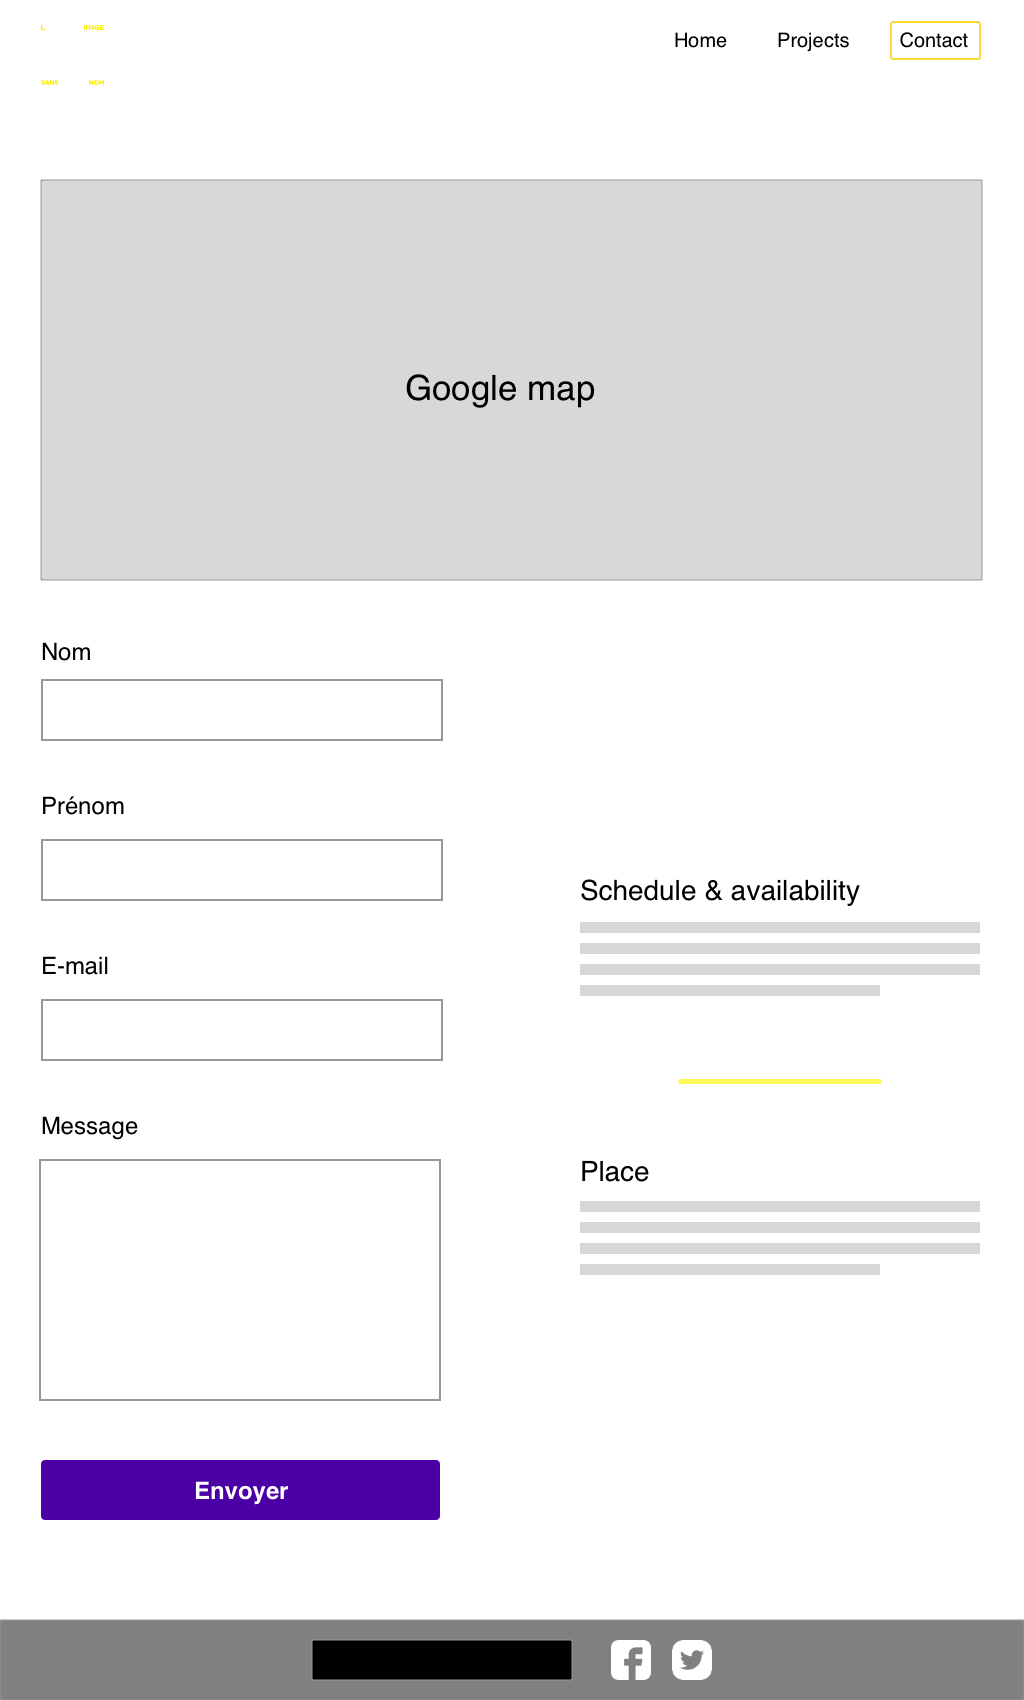 L' IMAGE
SANS NOM
Home Projects Contact
Google map
Nom
Prénom
E-mail
Message
Envoyer
Schedule & availability
Place